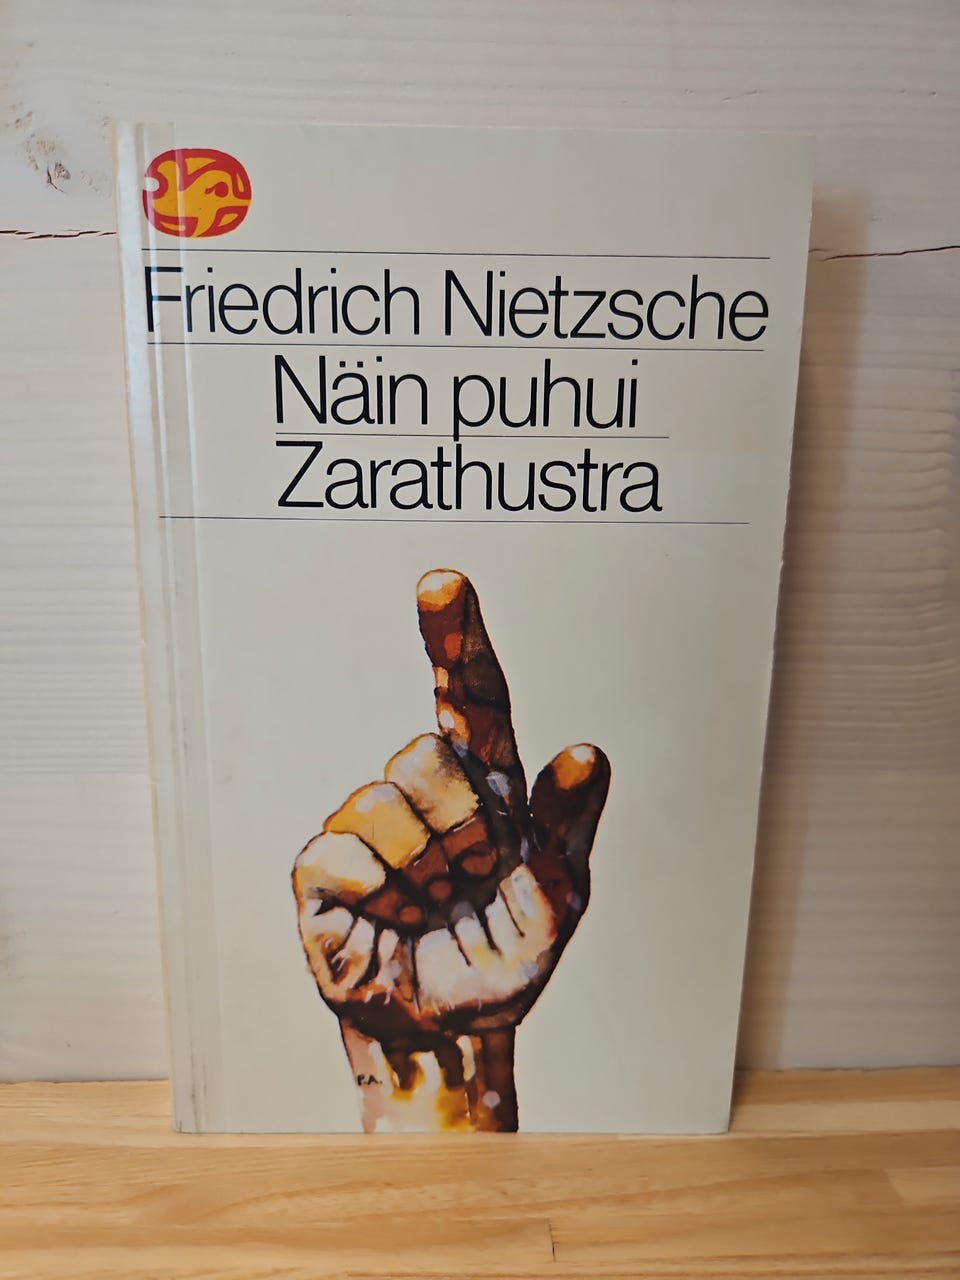 Friedrich Nietzsche
Näin puhui
Zarathustra
P.A.